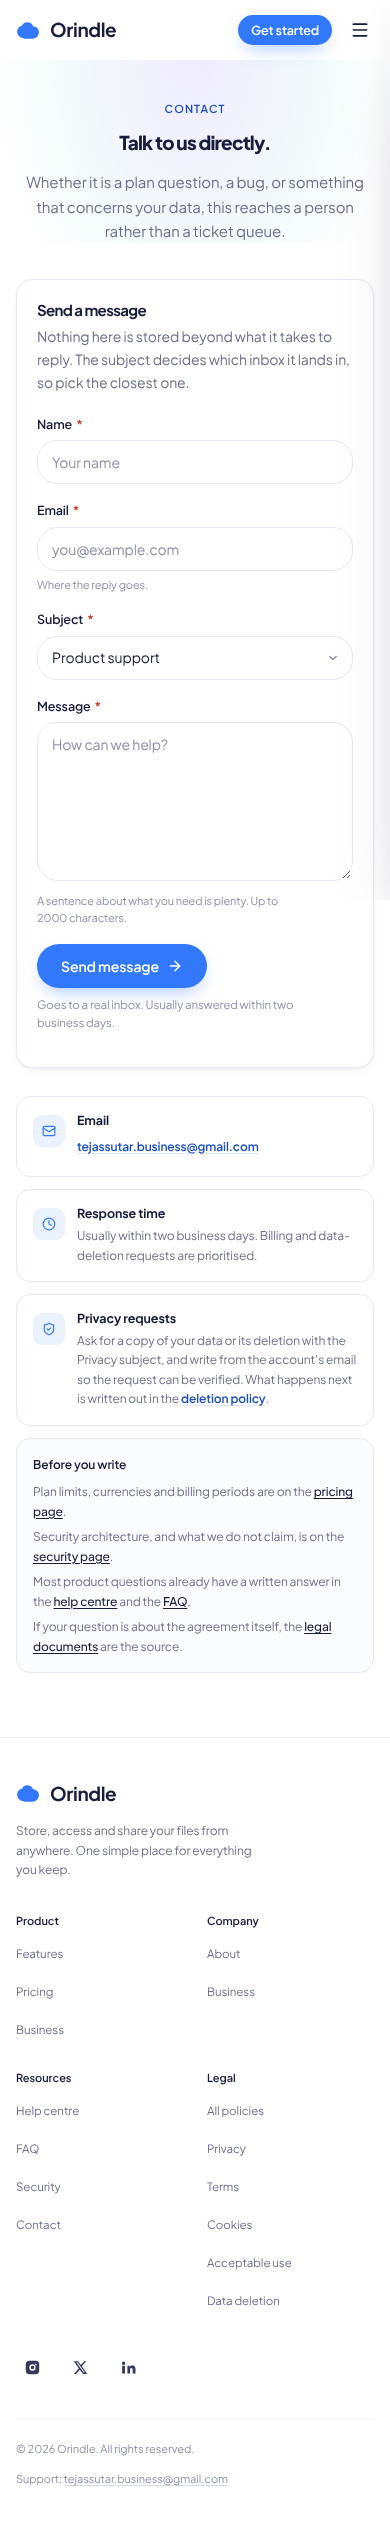 Orindle
Get started
CONTACT
Talk to us directly.
Whether it is a plan question, a bug, or something
that concerns your data, this reaches a person
rather than a ticket queue.
Send a message
Nothing here is stored beyond what it takes to
reply. The subject decides which inbox it lands in,
so pick the closest one.
Name *
Your name
Email *
you@example.com
Where the reply goes.
Subject *
Product support
Message *
How can we help?
A sentence about what you need is plenty. Up to
2000 characters.
Send message
Goes to a real inbox. Usually answered within two
business days.
Email
tejassutar.business@gmail.com
Response time
Usually within two business days. Billing and data-
deletion requests are prioritised.
Privacy requests
Ask for a copy of your data or its deletion with the
Privacy subject, and write from the account's email
so the request can be verified. What happens next
is written out in the deletion policy.
Before you write
Plan limits, currencies and billing periods are on the pricing
page.
Security architecture, and what we do not claim, is on the
security page.
Most product questions already have a written answer in
the help centre and the FAQ.
If your question is about the agreement itself, the legal
documents are the source.
Orindle
Store, access and share your files from
anywhere. One simple place for everything
you keep.
Product
Features
Pricing
Business
Company
About
Business
Resources
Help centre
FAQ
Security
Contact
Legal
All policies
Privacy
Terms
Cookies
Acceptable use
Data deletion
© 2026 Orindle. All rights reserved.
Support: tejassutar.business@gmail.com